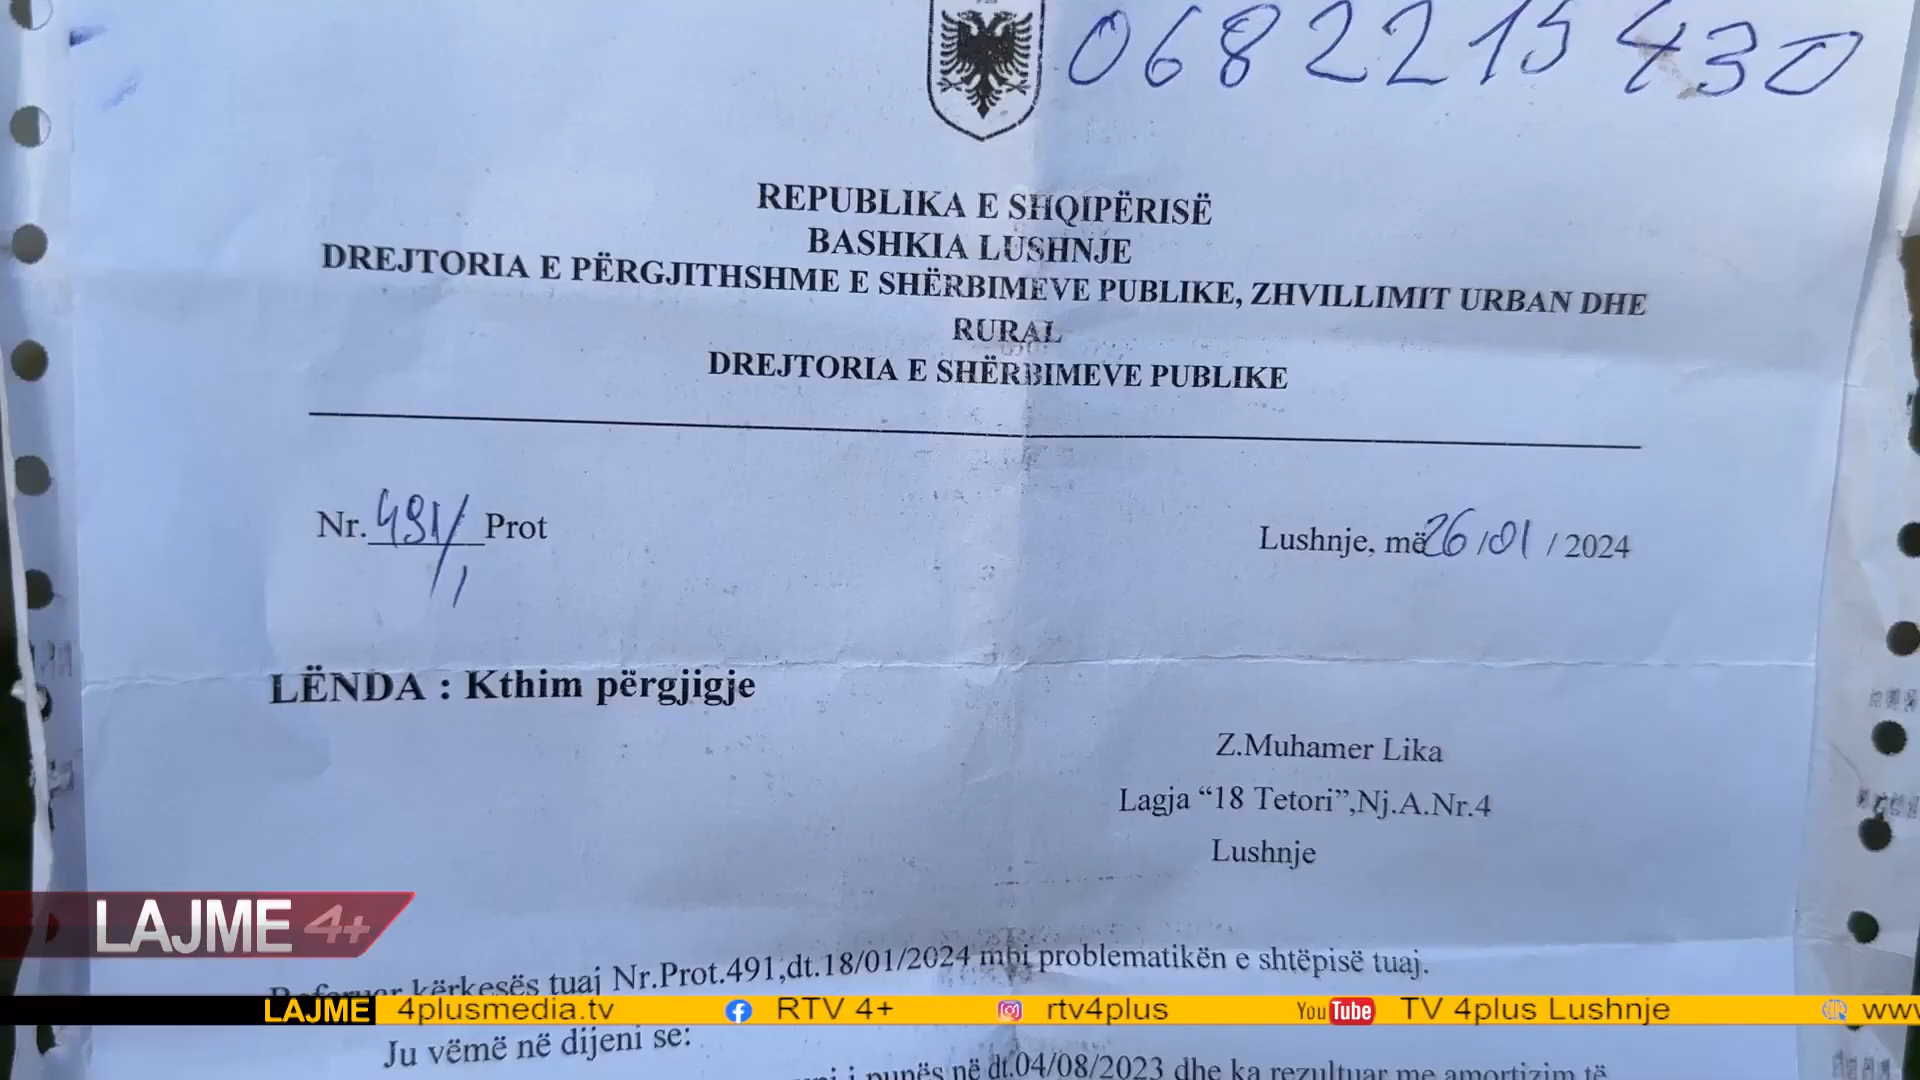 0682215430
REPUBLIKA E SHQIPËRISË
BASHKIA LUSHNJE
DREJTORIA E PËRGJITHSHME E SHËRBIMEVE PUBLIKE, ZHVILLIMIT URBAN DHE
RURAL
DREJTORIA E SHËRBIMEVE PUBLIKE
Nr. 491/1 Prot
Lushnje, më 26/01/2024
LËNDA : Kthim përgjigje
Z.Muhamer Lika
Lagja “18 Tetori”,Nj.A.Nr.4
Lushnje
LAJME 4+
kërkesës tuaj Nr.Prot.491,dt.18/01/2024 mbi problematikën e shtëpisë tuaj.
LAJME 4plusmedia.tv RTV 4+ rtv4plus YouTube TV 4plus Lushnje www
Ju vëmë në dijeni se:
punës në dt.04/08/2023 dhe ka rezultuar me amortizim të